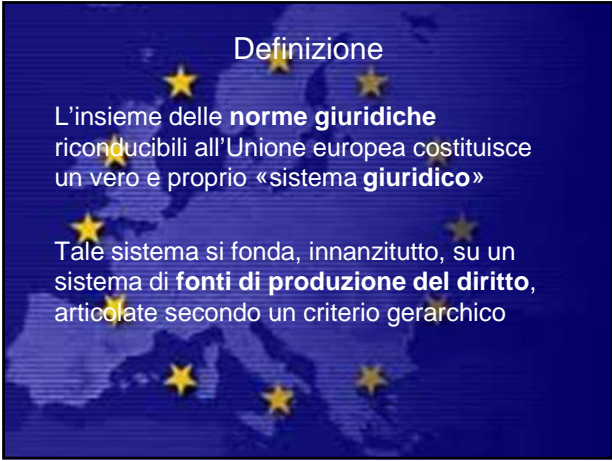 Definizione
L'insieme delle norme giuridiche
riconducibili all'Unione europea costituisce
un vero e proprio «sistema giuridico»
Tale sistema si fonda, innanzitutto, su un
sistema di fonti di produzione del diritto,
articolate secondo un criterio gerarchico